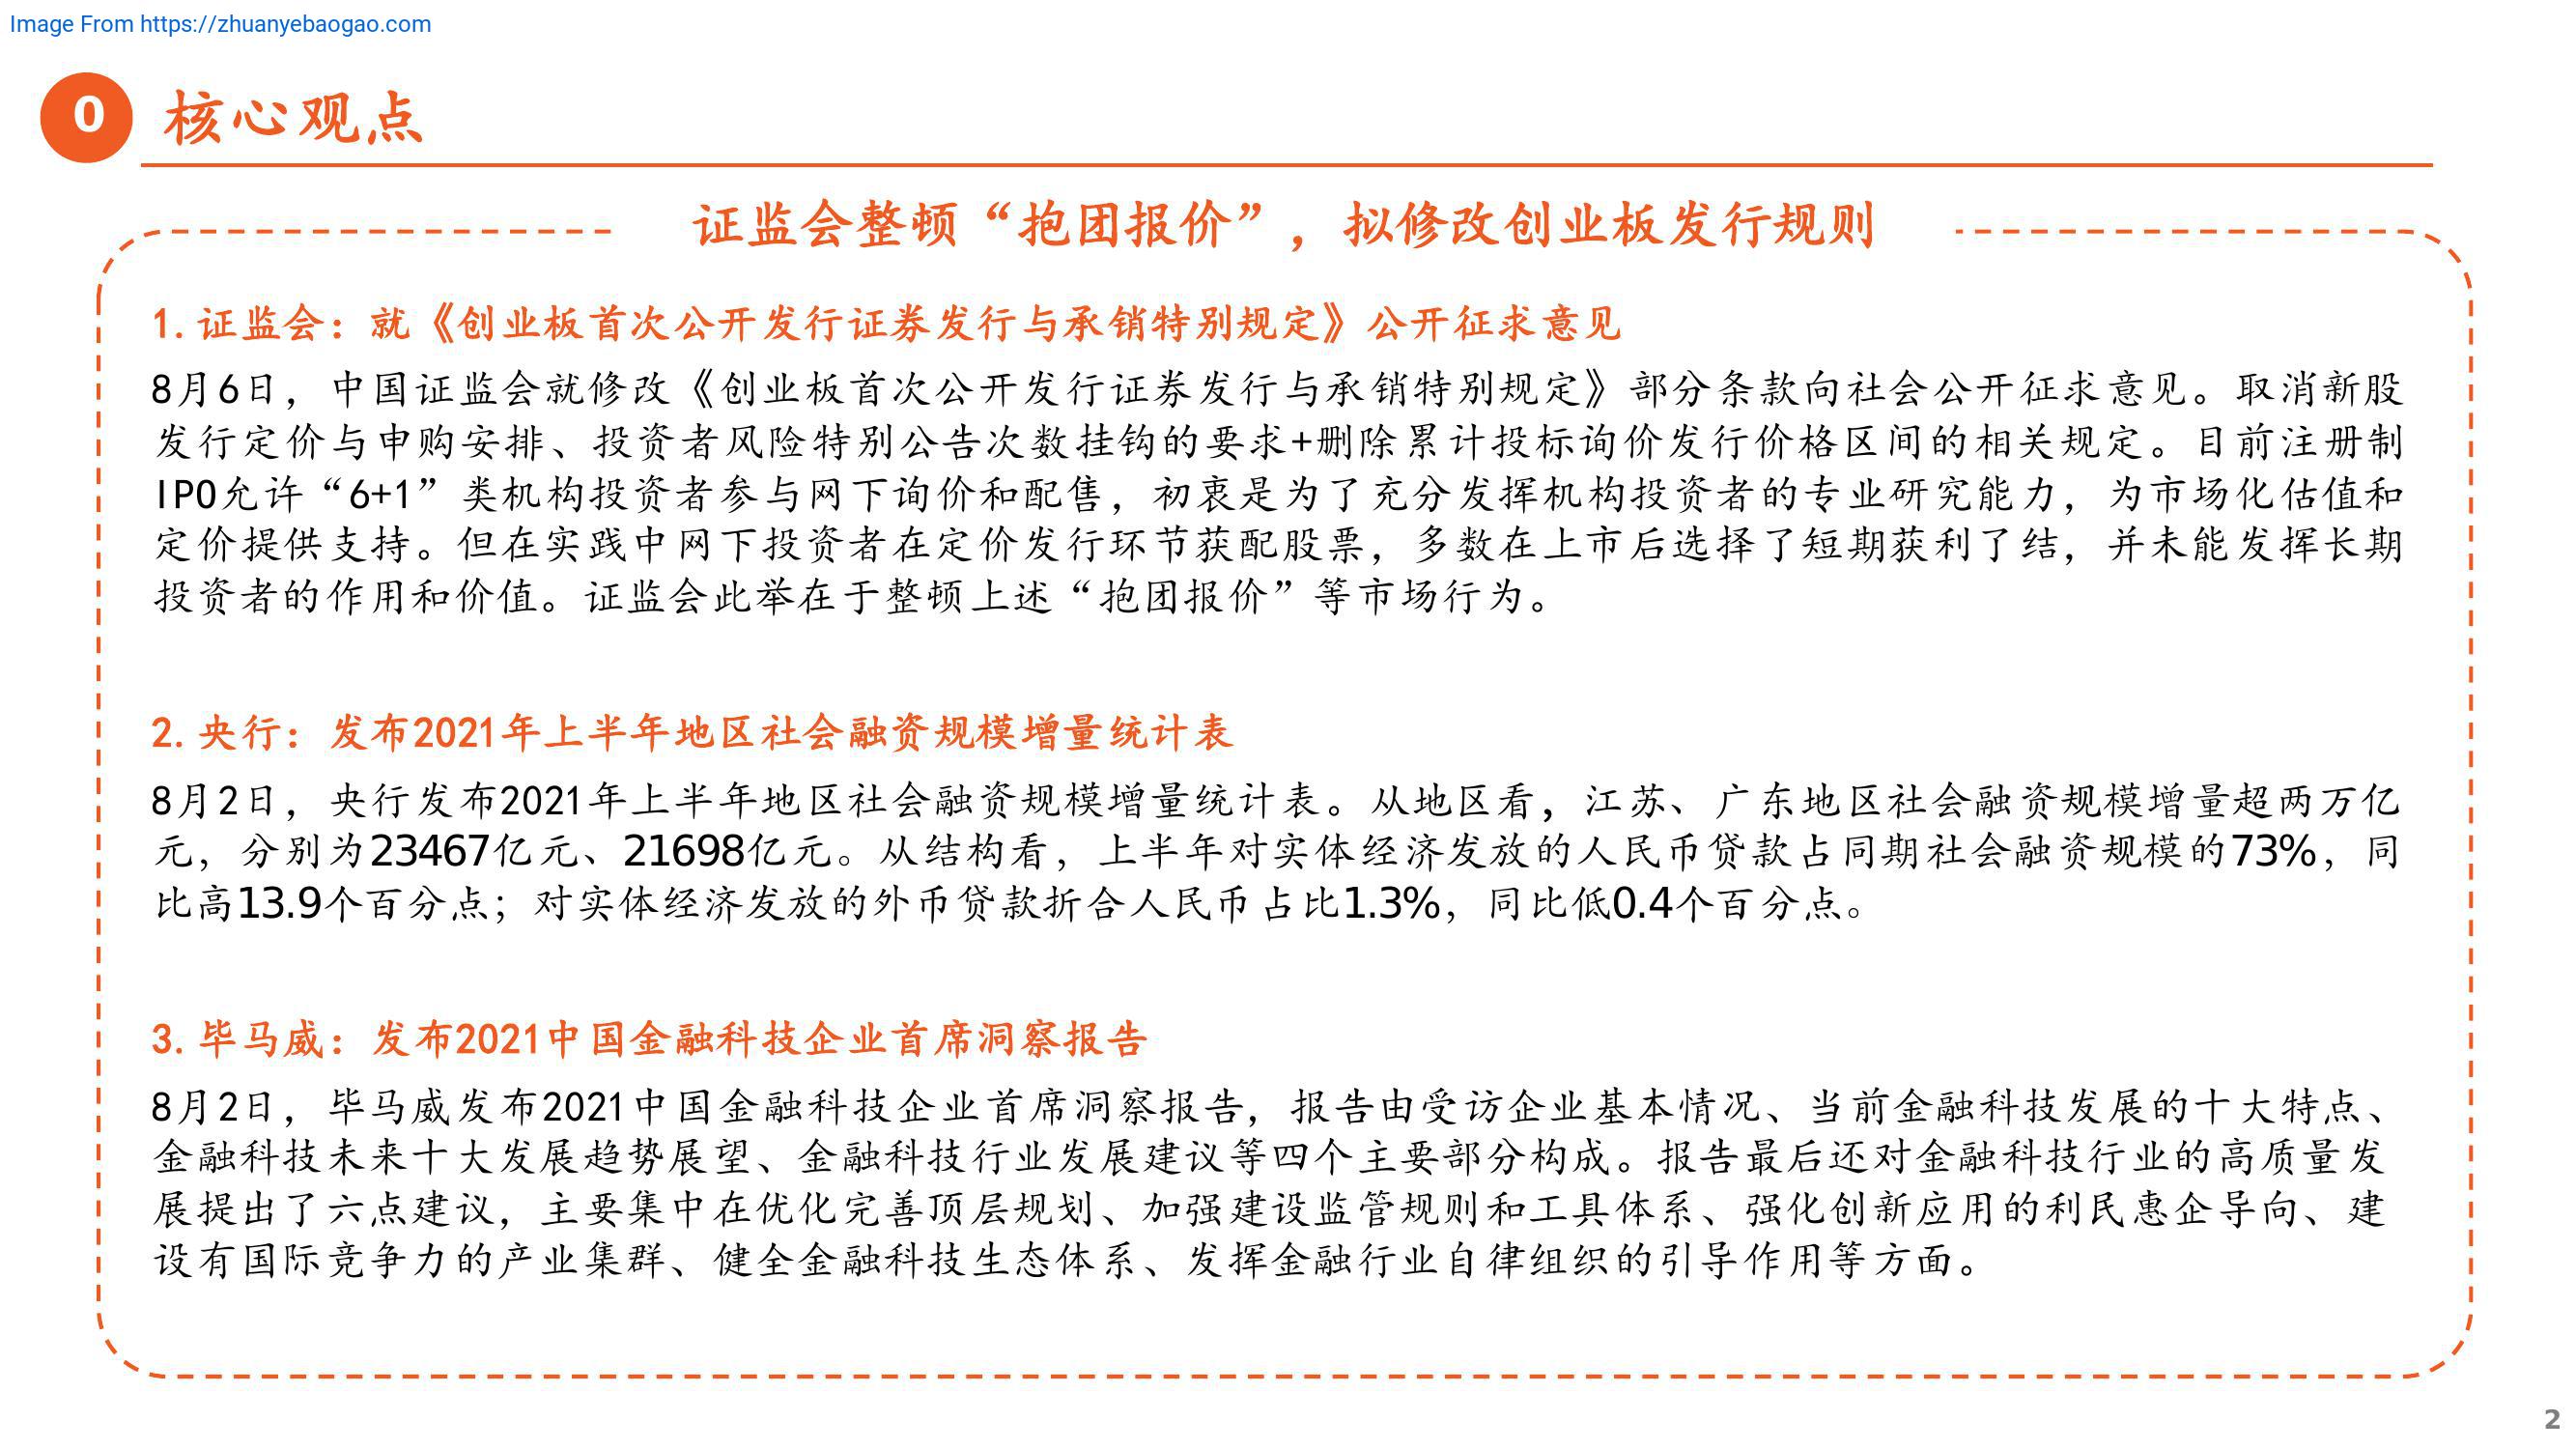 Image From https://zhuanyebaogao.com
0 核心观点
证监会整顿“抱团报价”，拟修改创业板发行规则
1. 证监会：就《创业板首次公开发行证券发行与承销特别规定》公开征求意见
8月6日，中国证监会就修改《创业板首次公开发行证券发行与承销特别规定》部分条款向社会公开征求意见。取消新股
发行定价与申购安排、投资者风险特别公告次数挂钩的要求+删除累计投标询价发行价格区间的相关规定。目前注册制
IPO允许“6+1”类机构投资者参与网下询价和配售，初衷是为了充分发挥机构投资者的专业研究能力，为市场化估值和
定价提供支持。但在实践中网下投资者在定价发行环节获配股票，多数在上市后选择了短期获利了结，并未能发挥长期
投资者的作用和价值。证监会此举在于整顿上述“抱团报价”等市场行为。
2. 央行：发布2021年上半年地区社会融资规模增量统计表
8月2日，央行发布2021年上半年地区社会融资规模增量统计表。从地区看，江苏、广东地区社会融资规模增量超两万亿
元，分别为23467亿元、21698亿元。从结构看，上半年对实体经济发放的人民币贷款占同期社会融资规模的73%，同
比高13.9个百分点；对实体经济发放的外币贷款折合人民币占比1.3%，同比低0.4个百分点。
3. 毕马威：发布2021中国金融科技企业首席洞察报告
8月2日，毕马威发布2021中国金融科技企业首席洞察报告，报告由受访企业基本情况、当前金融科技发展的十大特点、
金融科技未来十大发展趋势展望、金融科技行业发展建议等四个主要部分构成。报告最后还对金融科技行业的高质量发
展提出了六点建议，主要集中在优化完善顶层规划、加强建设监管规则和工具体系、强化创新应用的利民惠企导向、建
设有国际竞争力的产业集群、健全金融科技生态体系、发挥金融行业自律组织的引导作用等方面。
2